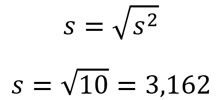 s = √s²
s = √10 = 3,162